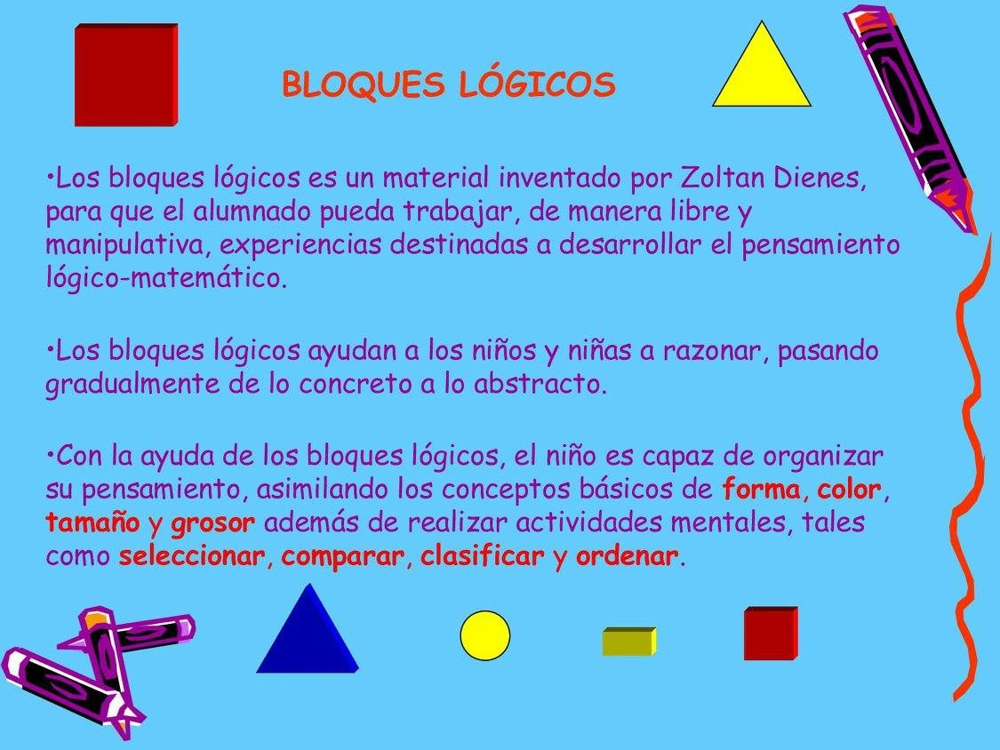 BLOQUES LÓGICOS
•Los bloques lógicos es un material inventado por Zoltan Dienes,
para que el alumnado pueda trabajar, de manera libre y
manipulativa, experiencias destinadas a desarrollar el pensamiento
lógico-matemático.
•Los bloques lógicos ayudan a los niños y niñas a razonar, pasando
gradualmente de lo concreto a lo abstracto.
•Con la ayuda de los bloques lógicos, el niño es capaz de organizar
su pensamiento, asimilando los conceptos básicos de forma, color,
tamaño y grosor además de realizar actividades mentales, tales
como seleccionar, comparar, clasificar y ordenar.